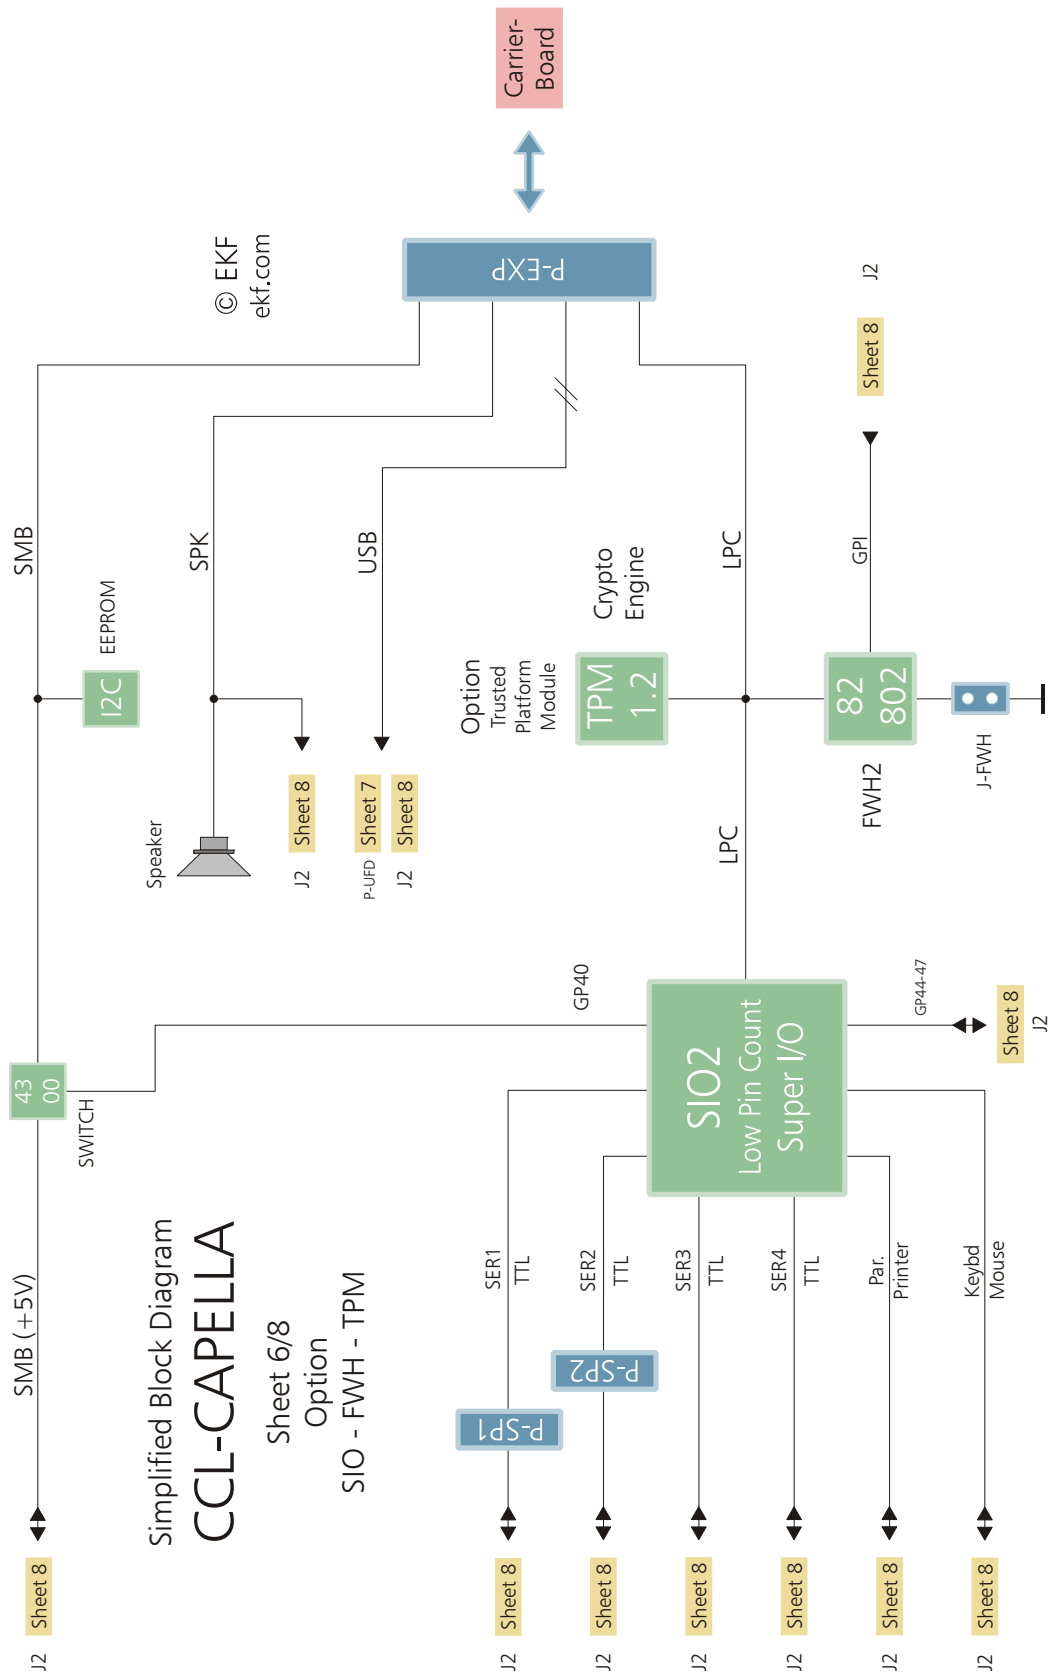 Simplified Block Diagram
CCL-CAPELLA
Sheet 6/8
Option
SIO - FWH - TPM
© EKF
ekf.com
Carrier-
Board
P-EXP
SMB
I2C
EEPROM
43
00
SWITCH
SMB (+5V)
Sheet 8
J2
SPK
Speaker
Sheet 8
J2
USB
Sheet 7
P-UFD
Sheet 8
J2
Option
Trusted
Platform
Module
TPM
1.2
Crypto
Engine
LPC
LPC
82
802
FWH2
GPI
Sheet 8
J2
J-FWH
GP40
SIO2
Low Pin Count
Super I/O
GP44-47
Sheet 8
J2
SER1
TTL
P-SP1
Sheet 8
J2
SER2
TTL
P-SP2
Sheet 8
J2
SER3
TTL
Sheet 8
J2
SER4
TTL
Sheet 8
J2
Par.
Printer
Sheet 8
J2
Keybd
Mouse
Sheet 8
J2